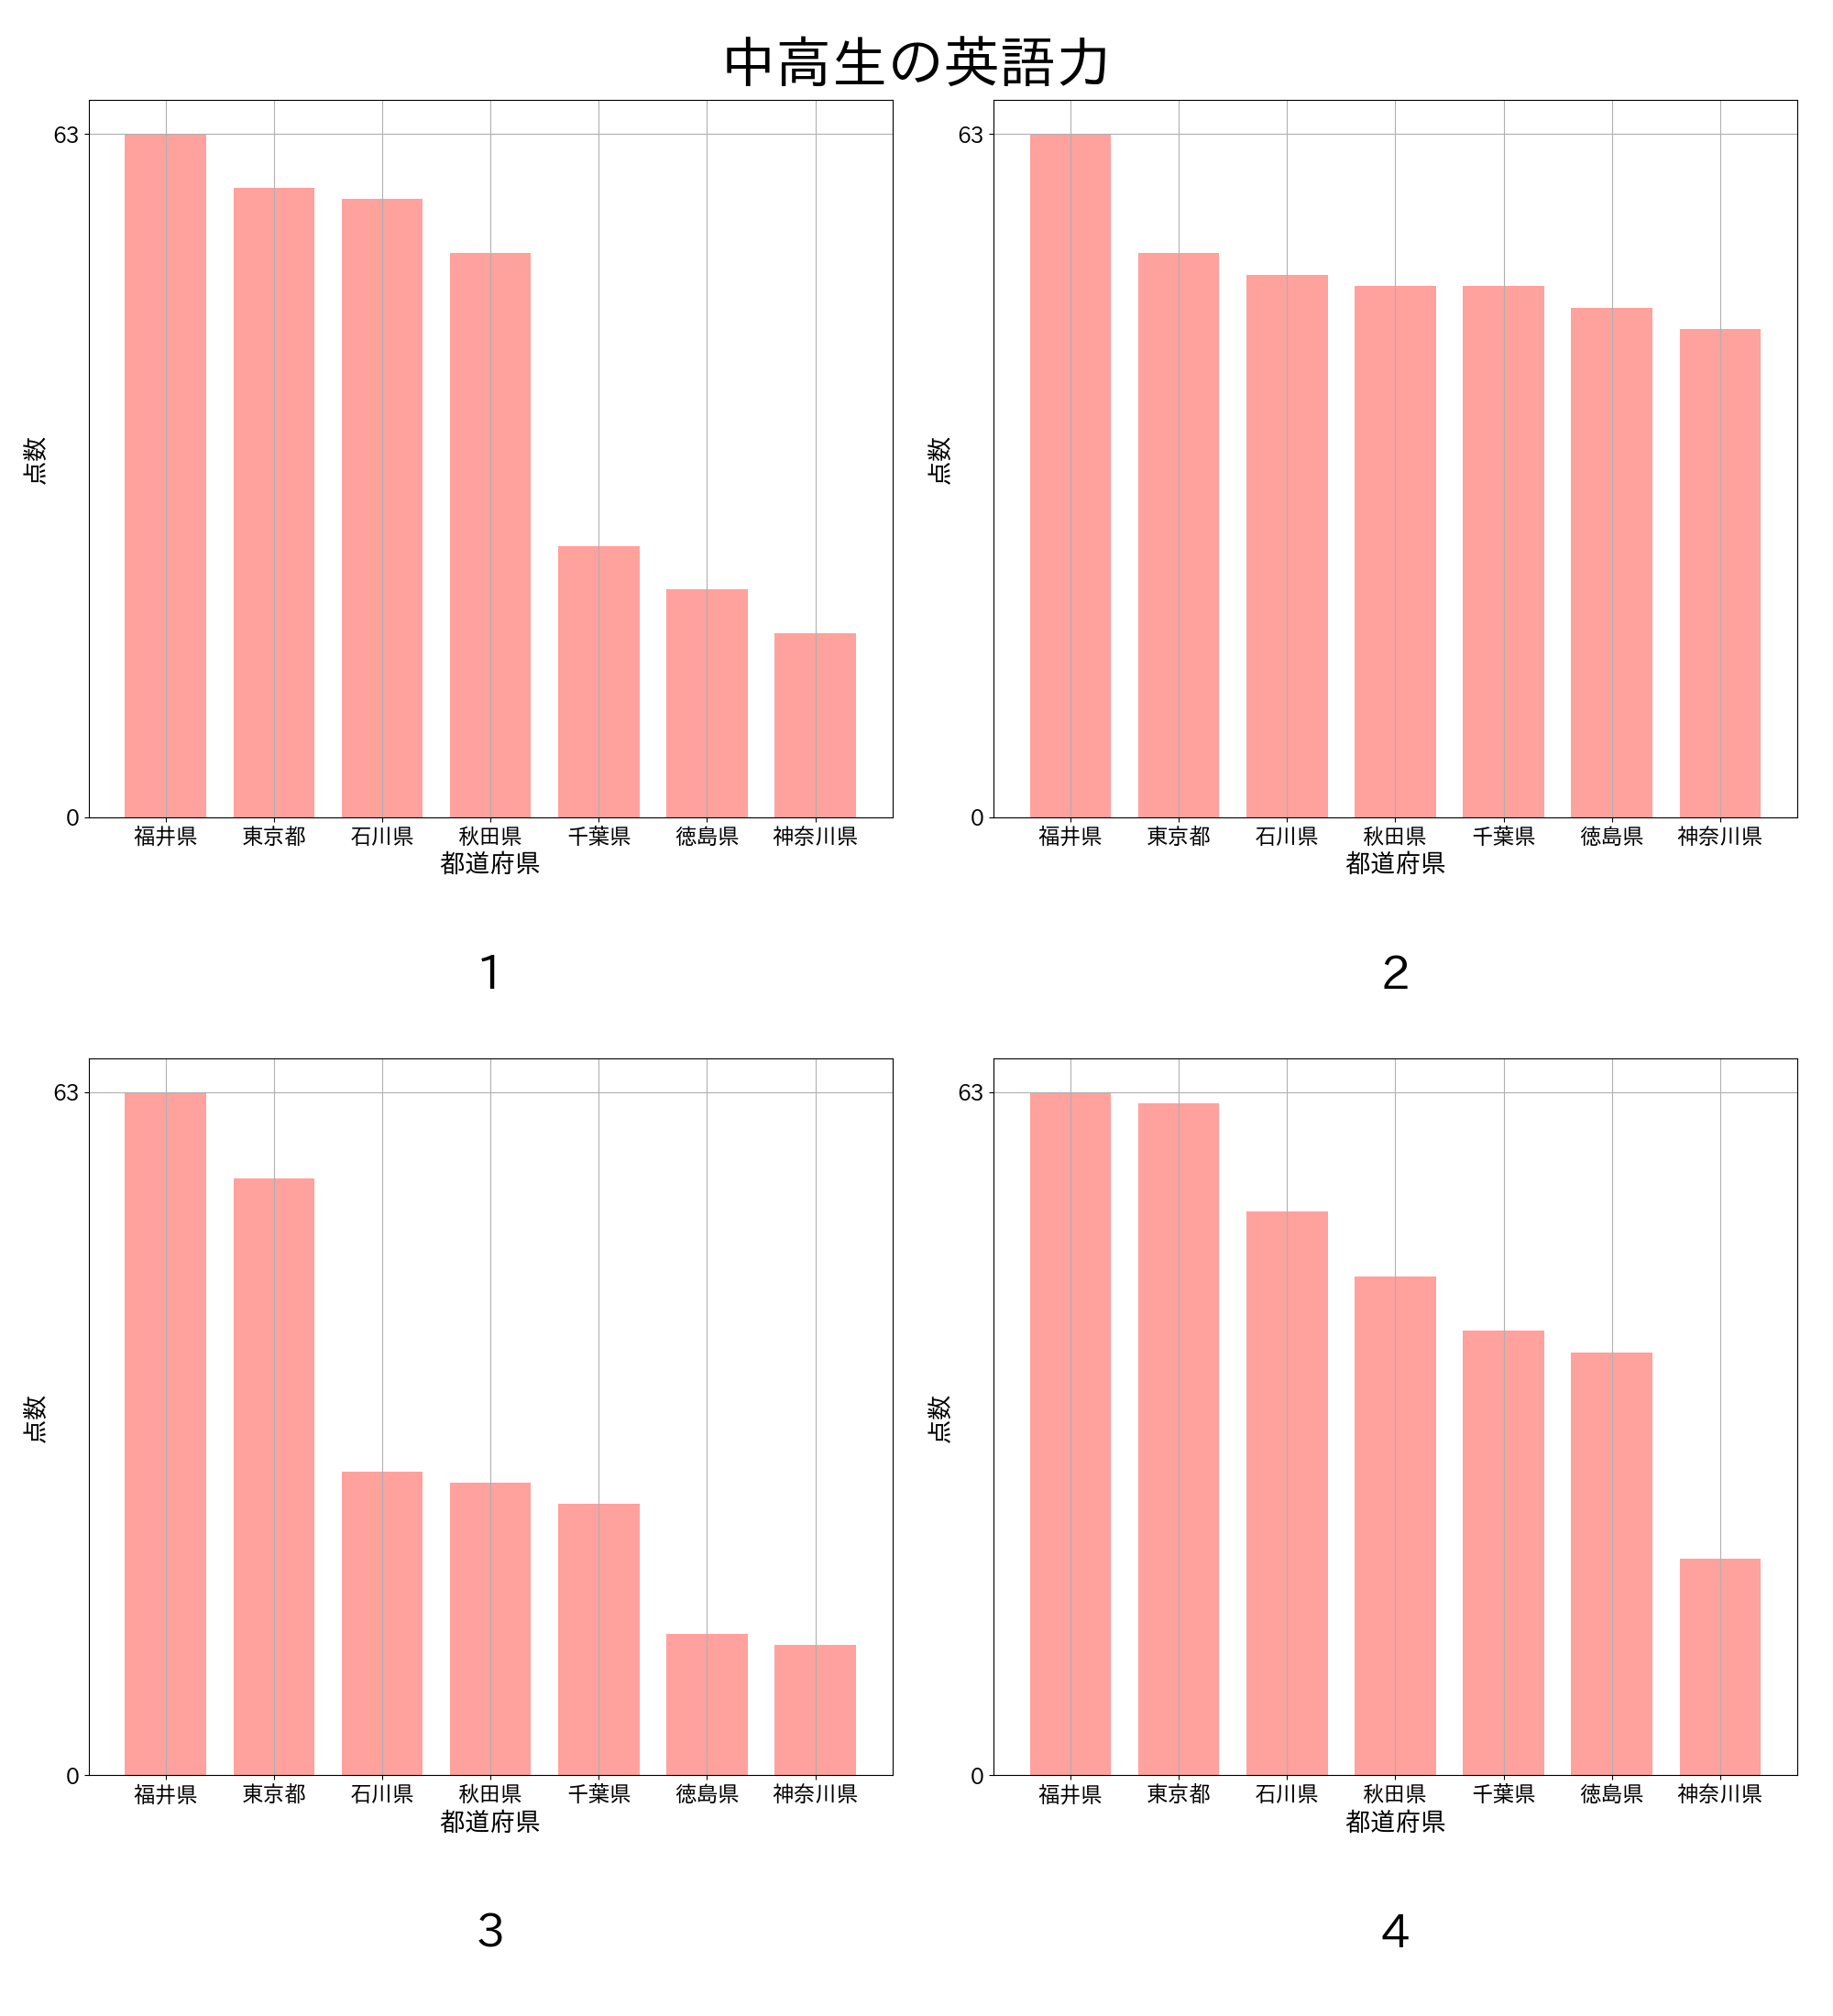 中高生の英語力
63
0
点数
福井県 東京都 石川県 秋田県 千葉県 徳島県 神奈川県
都道府県
1
63
0
点数
福井県 東京都 石川県 秋田県 千葉県 徳島県 神奈川県
都道府県
2
63
0
点数
福井県 東京都 石川県 秋田県 千葉県 徳島県 神奈川県
都道府県
3
63
0
点数
福井県 東京都 石川県 秋田県 千葉県 徳島県 神奈川県
都道府県
4